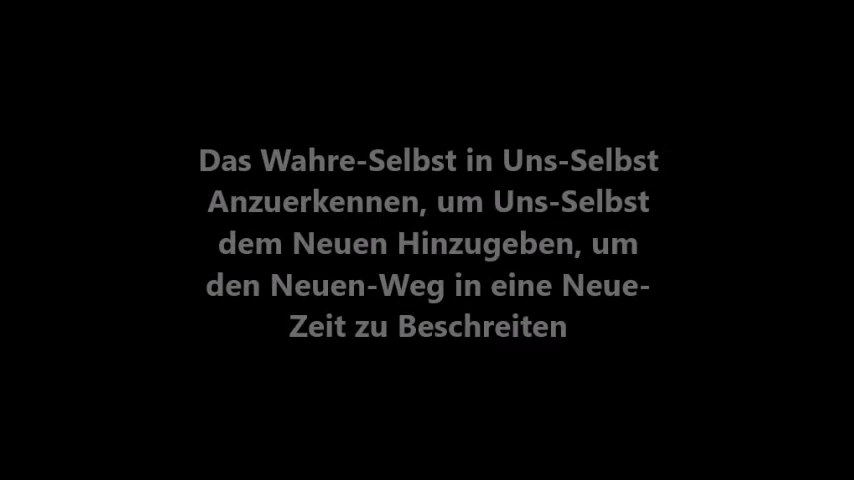 Das Wahre-Selbst in Uns-Selbst
Anzuerkennen, um Uns-Selbst
dem Neuen Hinzugeben, um
den Neuen-Weg in eine Neue-
Zeit zu Beschreiten